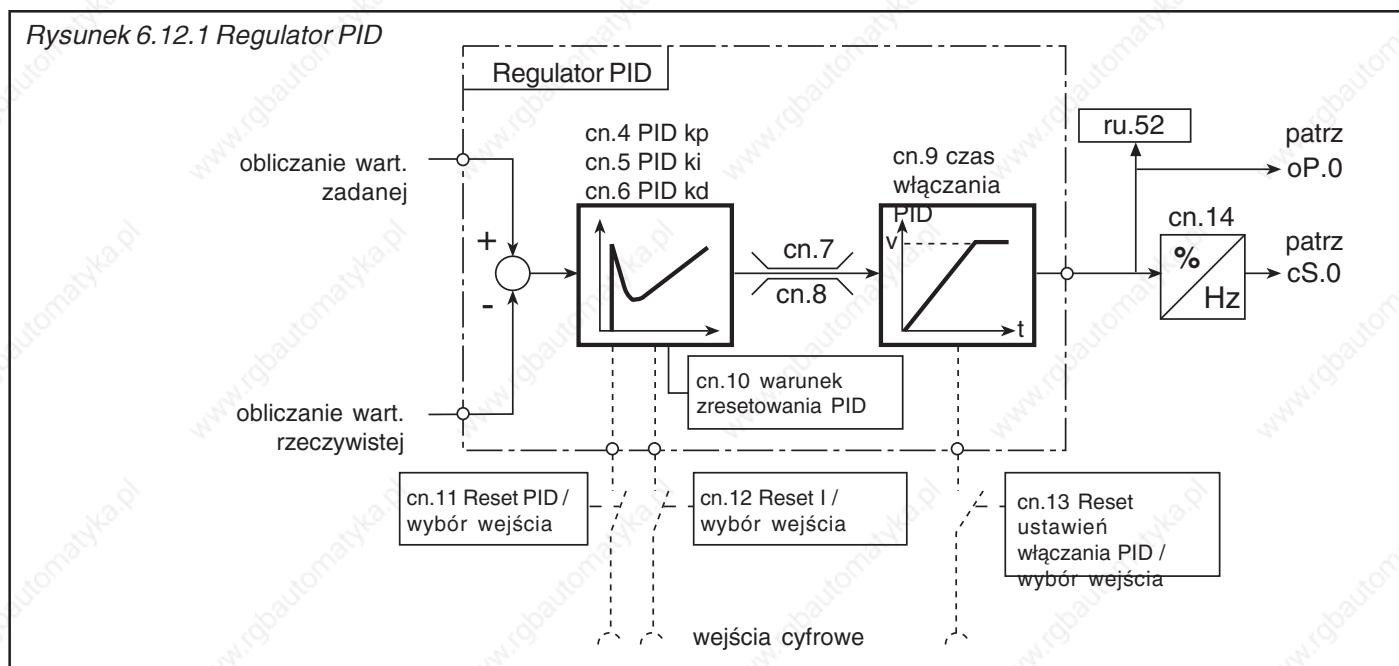 Rysunek 6.12.1 Regulator PID
Regulator PID
cn.4 PID kp
cn.5 PID ki
cn.6 PID kd
cn.9 czas
włączania
PID
ru.52
patrz
oP.0
obliczanie wart.
zadanej
+
-
cn.7
cn.8
v
t
cn.14
%
Hz
patrz
cS.0
cn.10 warunek
zresetowania PID
obliczanie wart.
rzeczywistej
cn.11 Reset PID /
wybór wejścia
cn.12 Reset I /
wybór wejścia
cn.13 Reset
ustawień
włączania PID /
wybór wejścia
wejścia cyfrowe
www.rgbautomatyka.pl